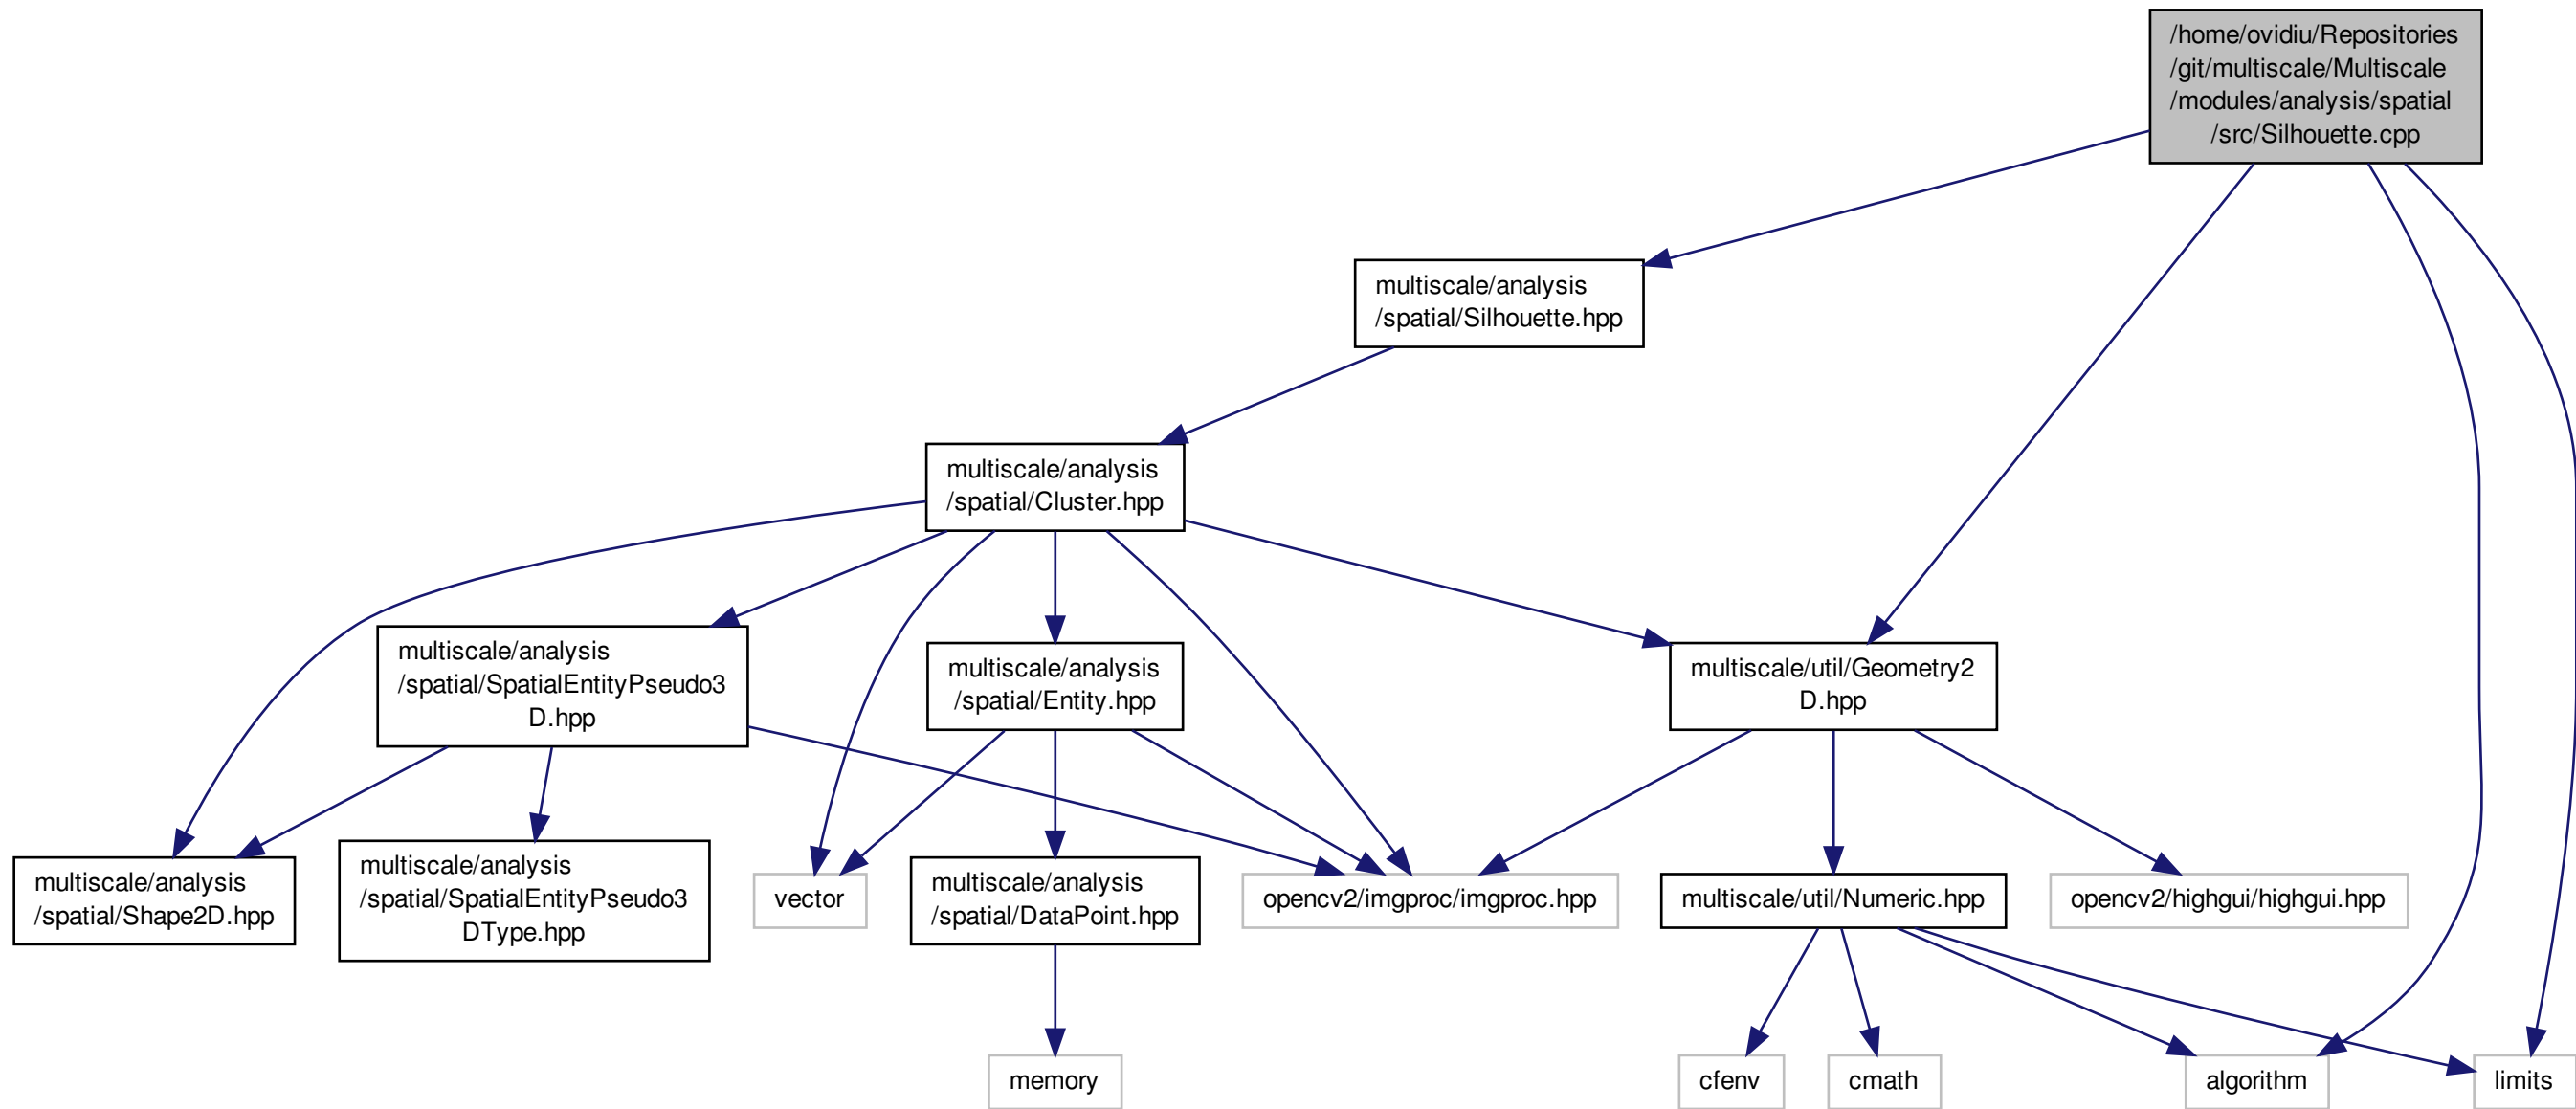 /home/ovidiu/Repositories
/git/multiscale/Multiscale
/modules/analysis/spatial
/src/Silhouette.cpp
multiscale/analysis
/spatial/Silhouette.hpp
multiscale/analysis
/spatial/Cluster.hpp
multiscale/analysis
/spatial/SpatialEntityPseudo3
D.hpp
multiscale/analysis
/spatial/Entity.hpp
multiscale/util/Geometry2
D.hpp
multiscale/analysis
/spatial/Shape2D.hpp
multiscale/analysis
/spatial/SpatialEntityPseudo3
DType.hpp
vector
multiscale/analysis
/spatial/DataPoint.hpp
opencv2/imgproc/imgproc.hpp
multiscale/util/Numeric.hpp
opencv2/highgui/highgui.hpp
memory
cfenv
cmath
algorithm
limits